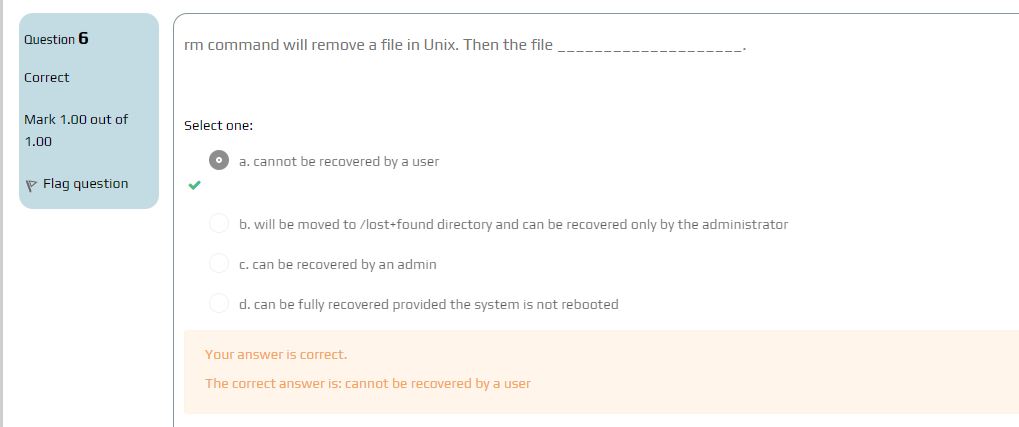 Question 6
Correct
Mark 1.00 out of
1.00
Flag question
rm command will remove a file in Unix. Then the file ____________________.
Select one:
a. cannot be recovered by a user
b. will be moved to /lost+found directory and can be recovered only by the administrator
c. can be recovered by an admin
d. can be fully recovered provided the system is not rebooted
Your answer is correct.
The correct answer is: cannot be recovered by a user